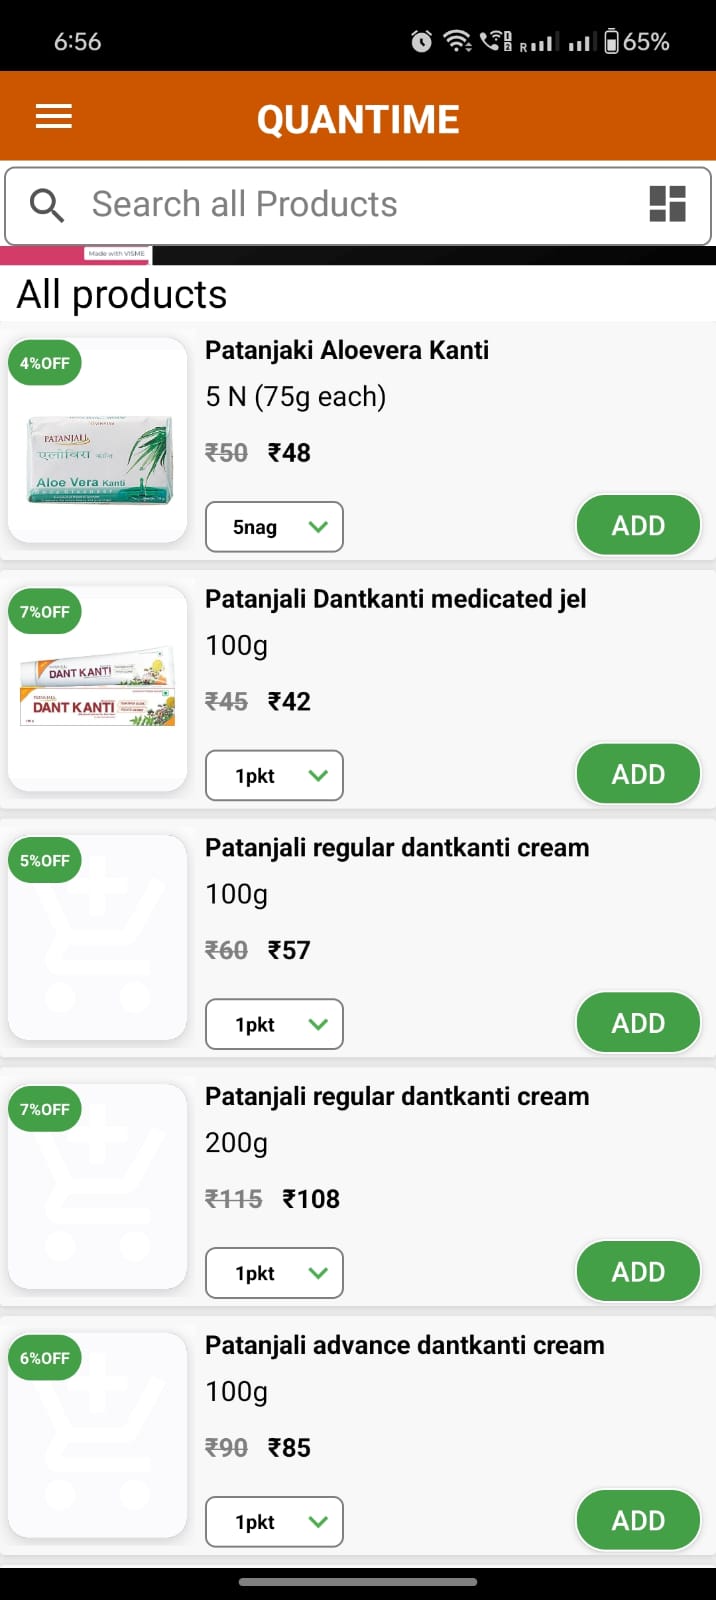 6:56
R
65%
QUANTIME
Search all Products
Made with VISME
All products
4%OFF
Patanjaki Aloevera Kanti
5 N (75g each)
₹50 ₹48
PATANJALI
एलोविरा कान्ति
Aloe Vera Kanti
5nag
ADD
7%OFF
Patanjali Dantkanti medicated jel
100g
₹45 ₹42
DANT KANTI
DANT KANTI
1pkt
ADD
5%OFF
Patanjali regular dantkanti cream
100g
₹60 ₹57
1pkt
ADD
7%OFF
Patanjali regular dantkanti cream
200g
₹115 ₹108
1pkt
ADD
6%OFF
Patanjali advance dantkanti cream
100g
₹90 ₹85
1pkt
ADD